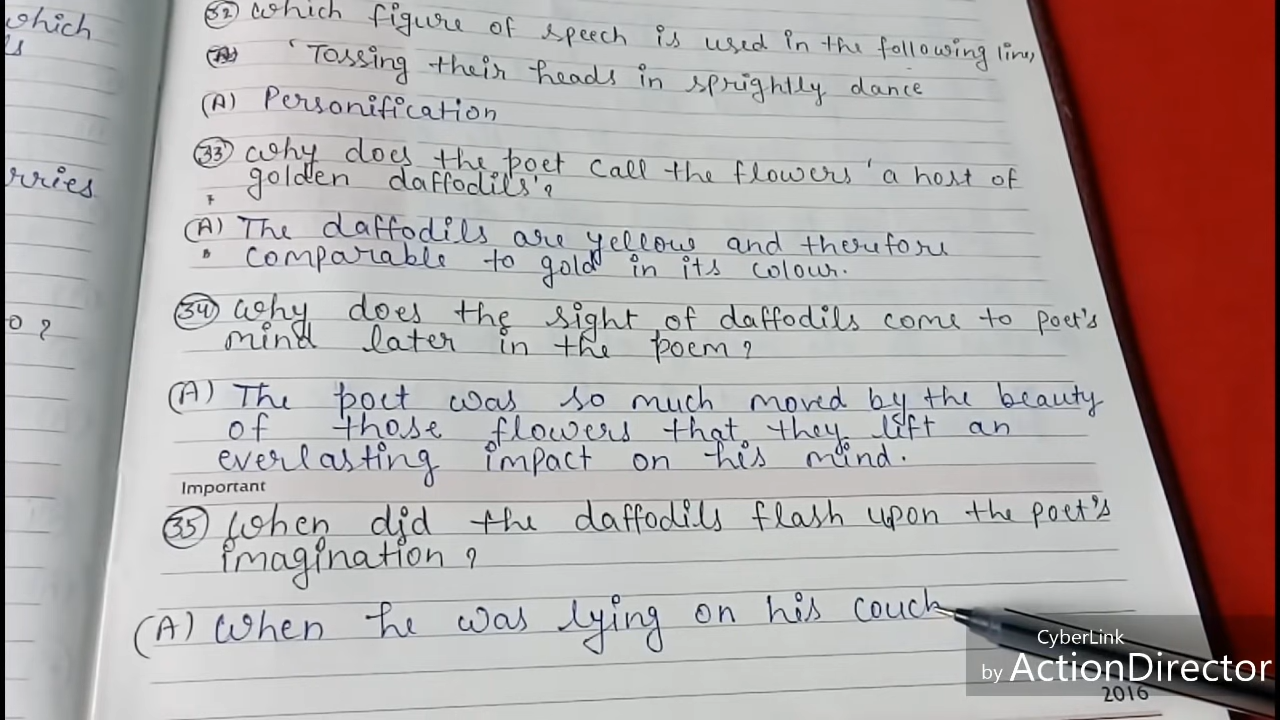 which
ls
rries
o ?
32 Which figure of speech is used in the following line,
'Tossing their heads in sprightly dance
(A) Personification
33 Why does the poet call the flowers 'a host of
golden daffodils'?
(A) The daffodils are yellow and therefore
comparable to gold in its colour.
34 Why does the sight of daffodils come to poet's
mind later in the poem?
(A) The poet was so much moved by the beauty
of those flowers that they lift an
everlasting impact on his mind.
Important
35 When did the daffodils flash upon the poet's
imagination?
(A) When he was lying on his couch
CyberLink
by ActionDirector
2016